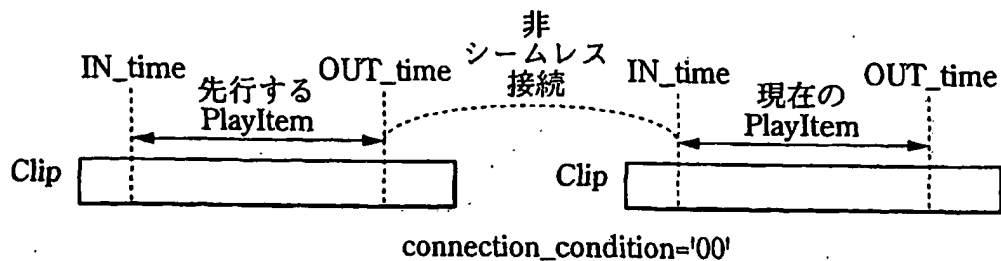 非
シームレス
接続
IN_time
OUT_time
先行する
PlayItem
IN_time
OUT_time
現在の
PlayItem
Clip
Clip
connection_condition='00'